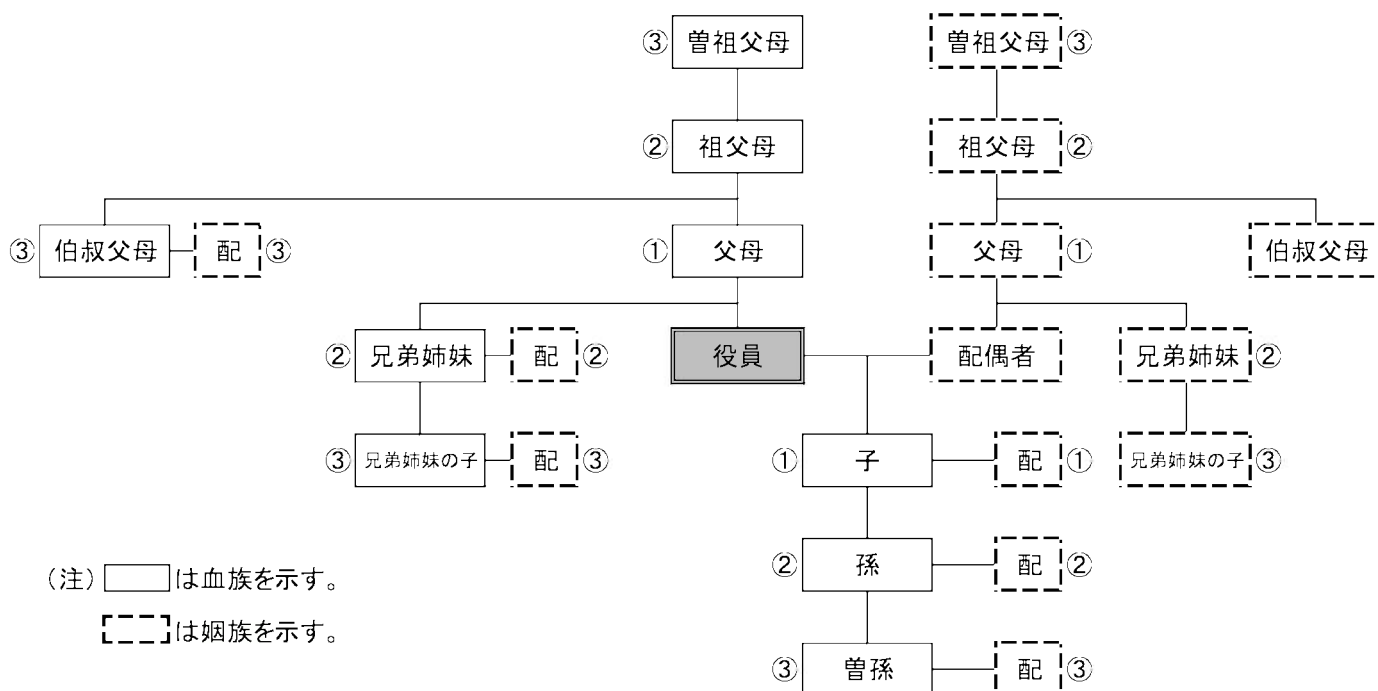 ③ 曽祖父母 曽祖父母 ③
② 祖父母 祖父母 ②
③ 伯叔父母 配 ③ ① 父母 父母 ① 伯叔父母
② 兄弟姉妹 配 ② 役員 配偶者 兄弟姉妹 ②
③ 兄弟姉妹の子 配 ③ ① 子 配 ① 兄弟姉妹の子 ③
② 孫 配 ②
(注) は血族を示す。
は姻族を示す。
③ 曽孫 配 ③